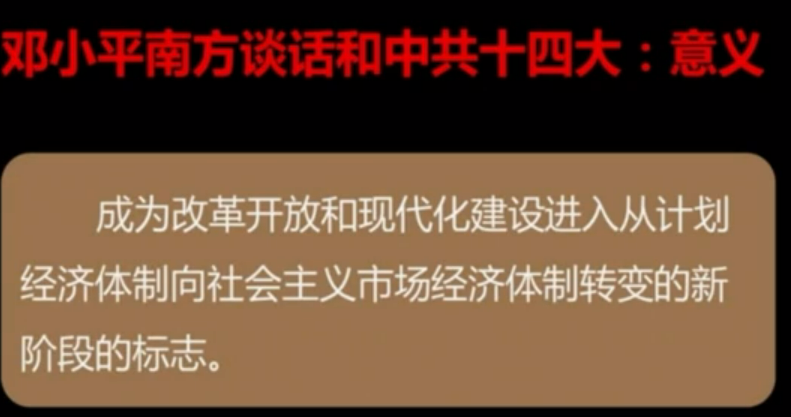 邓小平南方谈话和中共十四大：意义
成为改革开放和现代化建设进入从计划
经济体制向社会主义市场经济体制转变的新
阶段的标志。